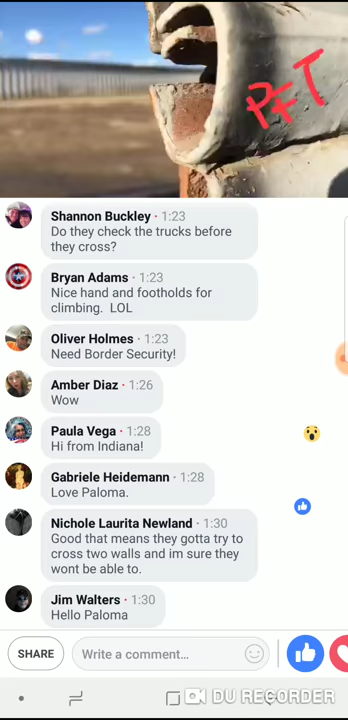 PFT
Shannon Buckley • 1:23
Do they check the trucks before
they cross?
Bryan Adams • 1:23
Nice hand and footholds for
climbing. LOL
Oliver Holmes • 1:23
Need Border Security!
Amber Diaz • 1:26
Wow
Paula Vega • 1:28
Hi from Indiana!
Gabriele Heidemann • 1:28
Love Paloma.
Nichole Laurita Newland • 1:30
Good that means they gotta try to
cross two walls and im sure they
wont be able to.
Jim Walters • 1:30
Hello Paloma
SHARE
Write a comment...
DU RECORDER